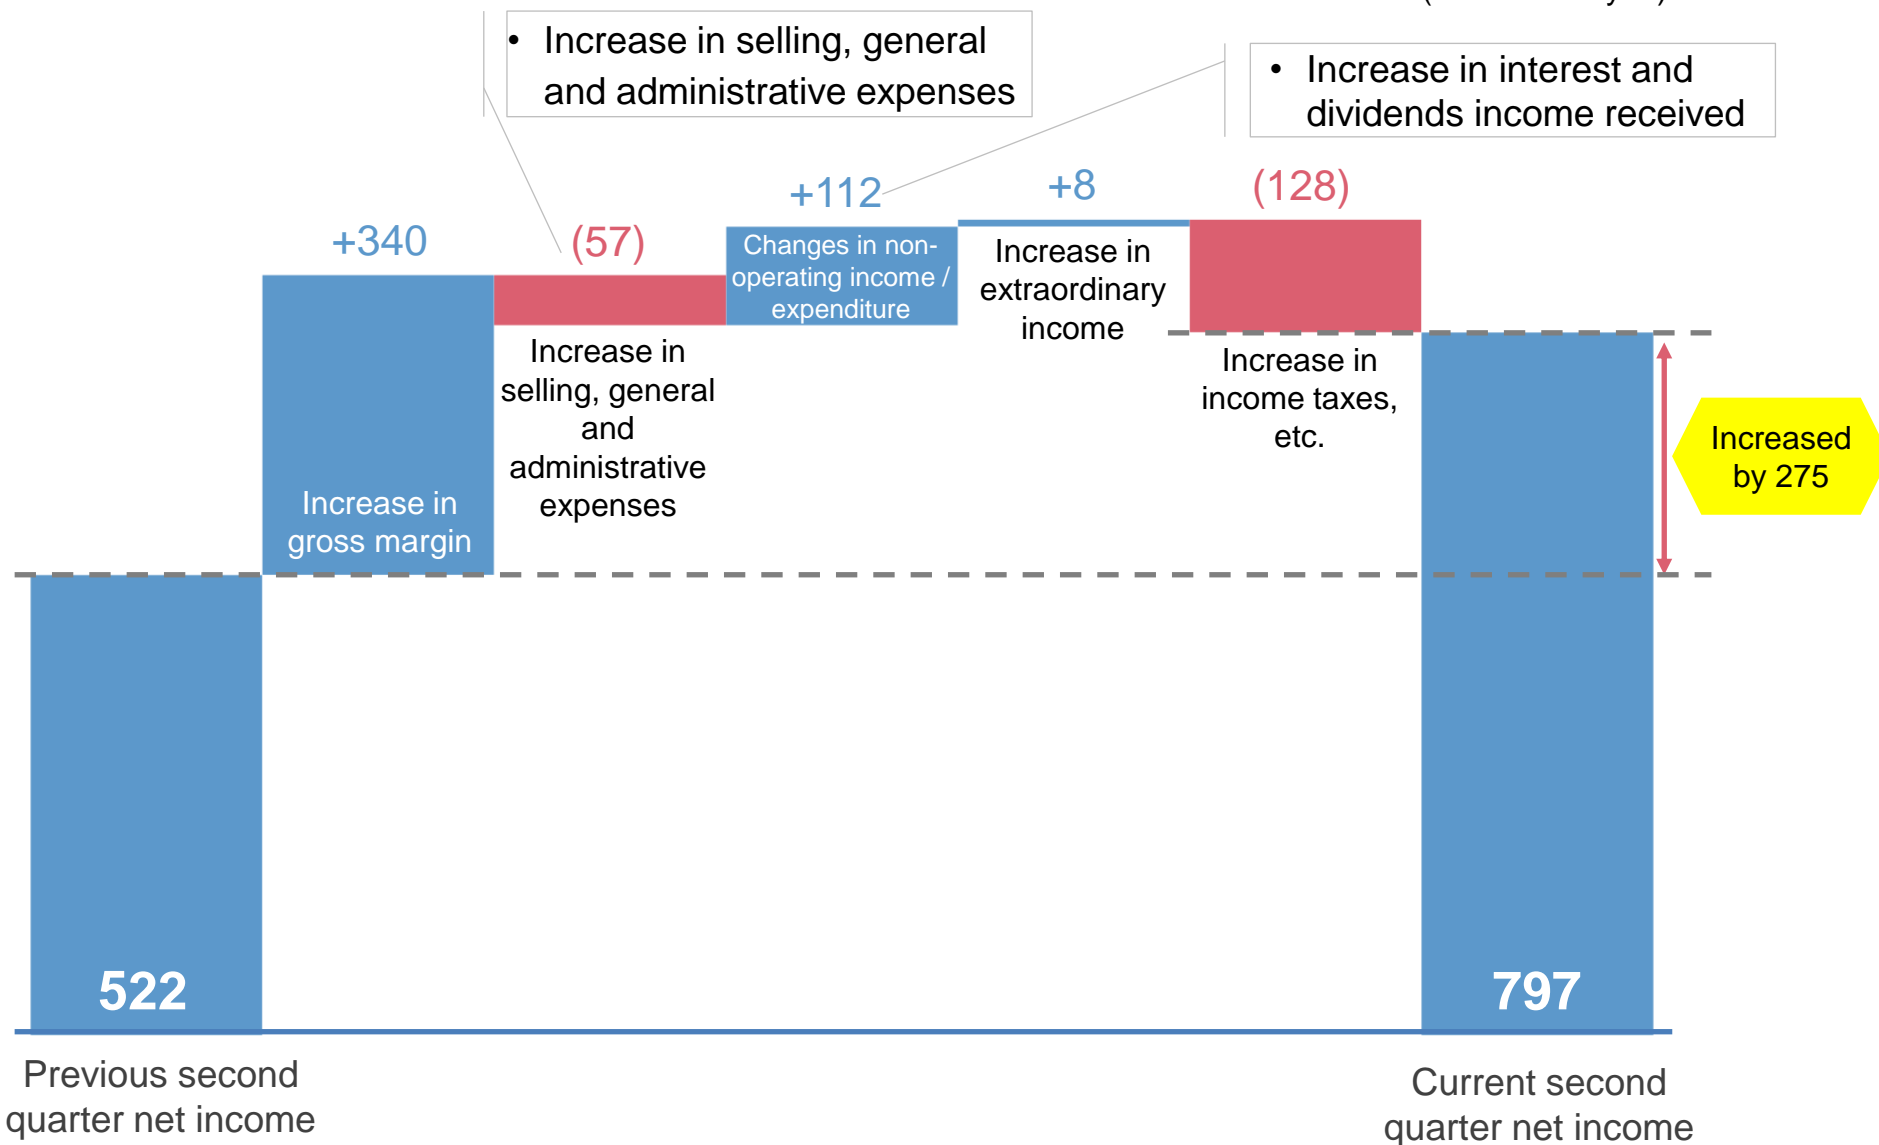 • Increase in selling, general
and administrative expenses
• Increase in interest and
dividends income received
+340
(57)
+112
+8
(128)
Changes in non-
operating income /
expenditure
Increase in
extraordinary
income
Increase in
selling, general
and
administrative
expenses
Increase in
income taxes,
etc.
Increase in
gross margin
Increased
by 275
522
797
Previous second
quarter net income
Current second
quarter net income